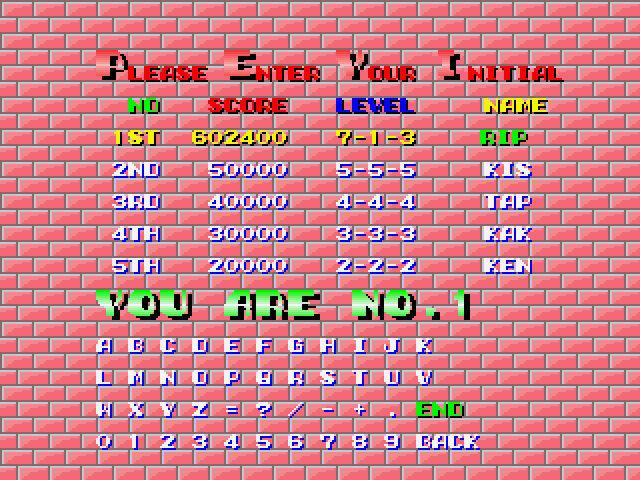 PLEASE ENTER YOUR INITIAL
NO SCORE LEVEL NAME
1ST 602400 7-1-3 RIP
2ND 50000 5-5-5 KIS
3RD 40000 4-4-4 TAP
4TH 30000 3-3-3 KAK
5TH 20000 2-2-2 KEN
YOU ARE NO.1
A B C D E F G H I J K
L M N O P Q R S T U V
W X Y Z = ? / - + . END
0 1 2 3 4 5 6 7 8 9 BACK